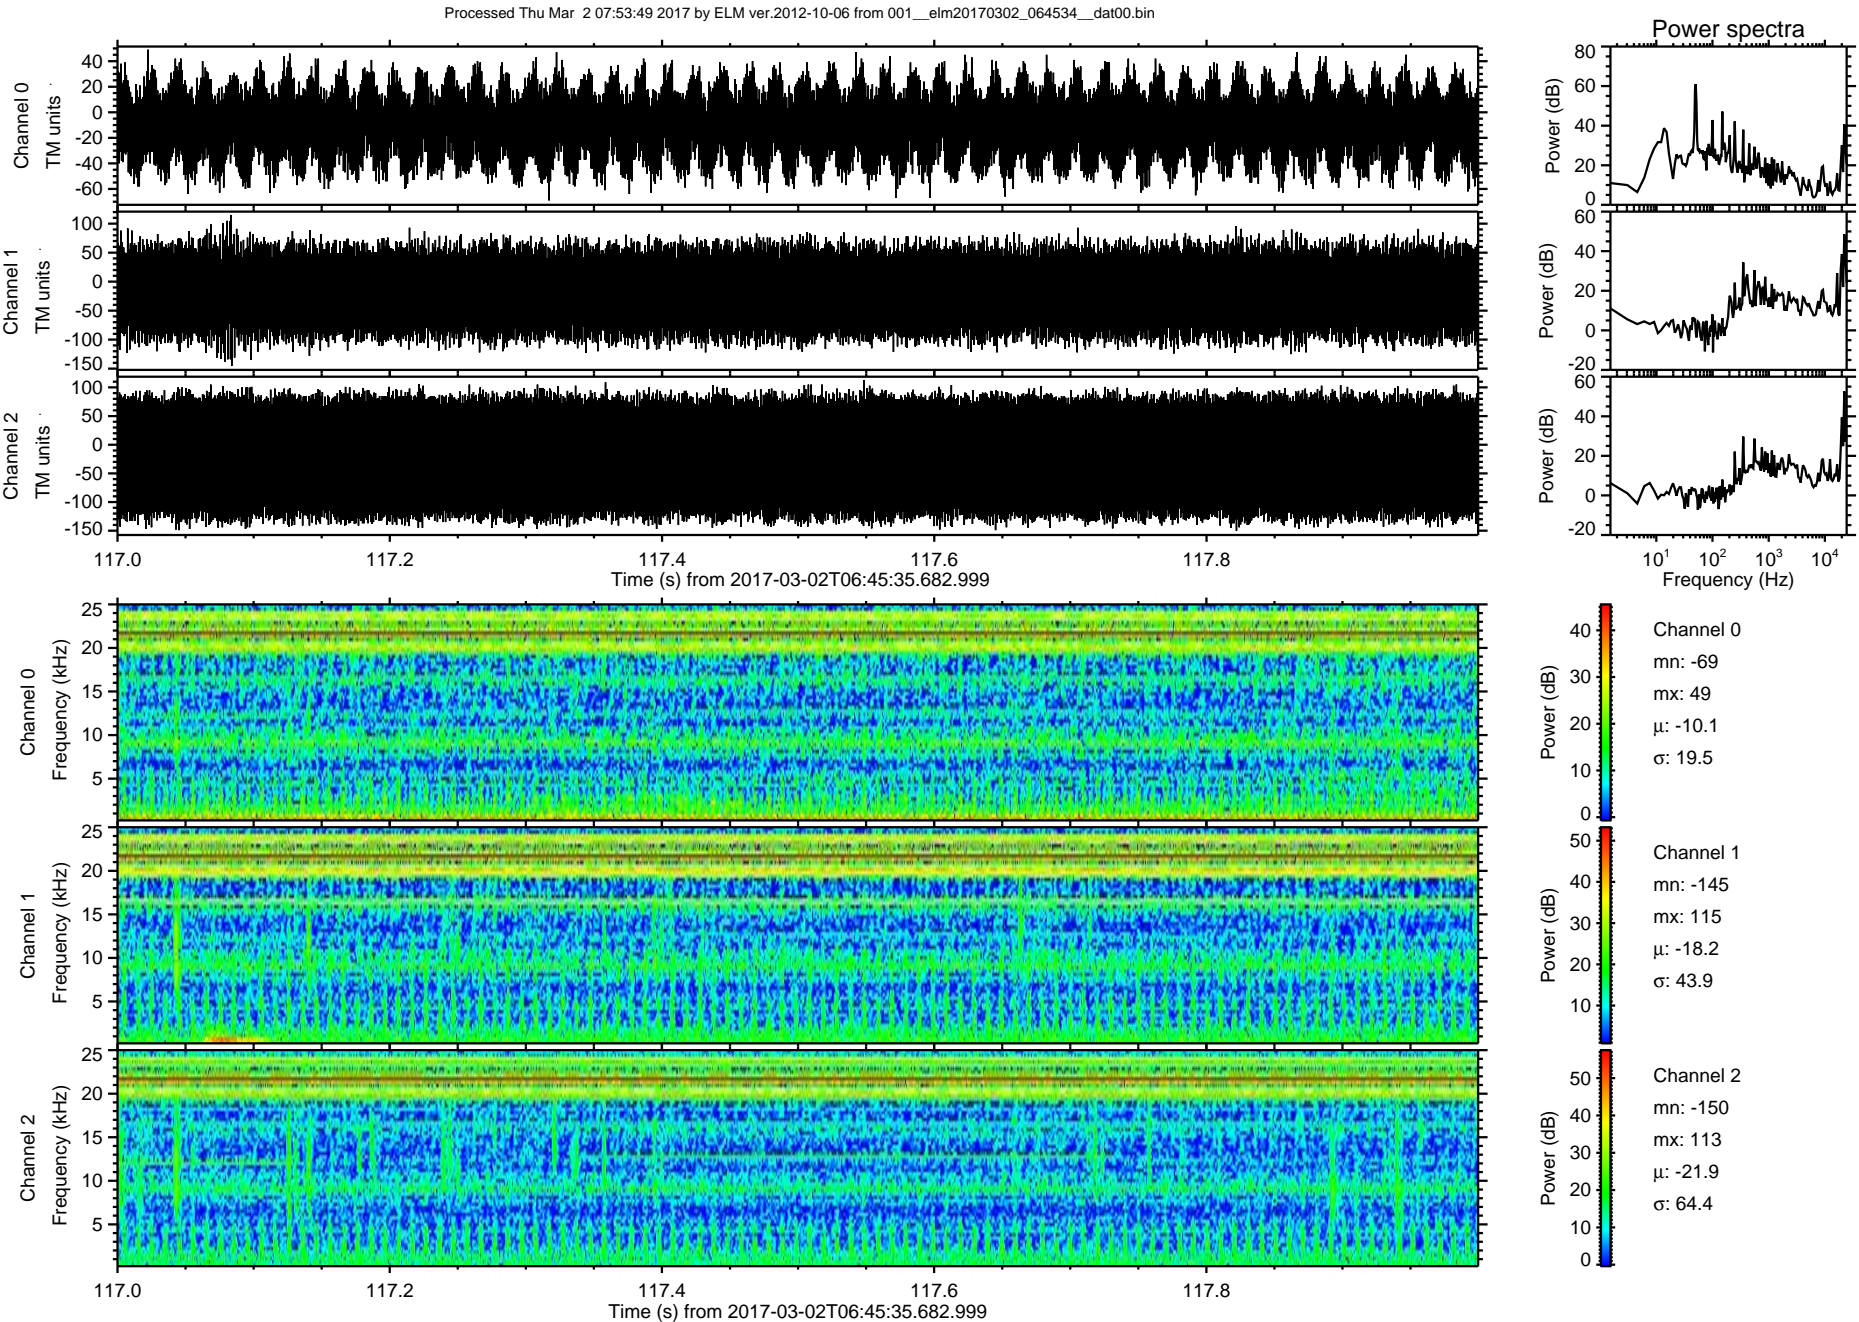 Processed Thu Mar  2 07:53:49 2017 by ELM ver.2012-10-06 from 001__elm20170302_064534__dat00.bin
Power spectra
Channel 0
TM units
40
20
0
-20
-40
-60
Power (dB)
80
60
40
20
0
Channel 1
TM units
100
50
0
-50
-100
-150
Power (dB)
60
40
20
0
-20
Channel 2
TM units
100
50
0
-50
-100
-150
Power (dB)
60
40
20
0
-20
117.0 117.2 117.4 117.6 117.8
Time (s) from 2017-03-02T06:45:35.682.999
10¹ 10² 10³ 10⁴
Frequency (Hz)
Channel 0
Frequency (kHz)
25
20
15
10
5
Power (dB)
40
30
20
10
0
Channel 0
mn: -69
mx: 49
μ: -10.1
σ: 19.5
Channel 1
Frequency (kHz)
25
20
15
10
5
Power (dB)
50
40
30
20
10
Channel 1
mn: -145
mx: 115
μ: -18.2
σ: 43.9
Channel 2
Frequency (kHz)
25
20
15
10
5
Power (dB)
50
40
30
20
10
0
Channel 2
mn: -150
mx: 113
μ: -21.9
σ: 64.4
117.0 117.2 117.4 117.6 117.8
Time (s) from 2017-03-02T06:45:35.682.999